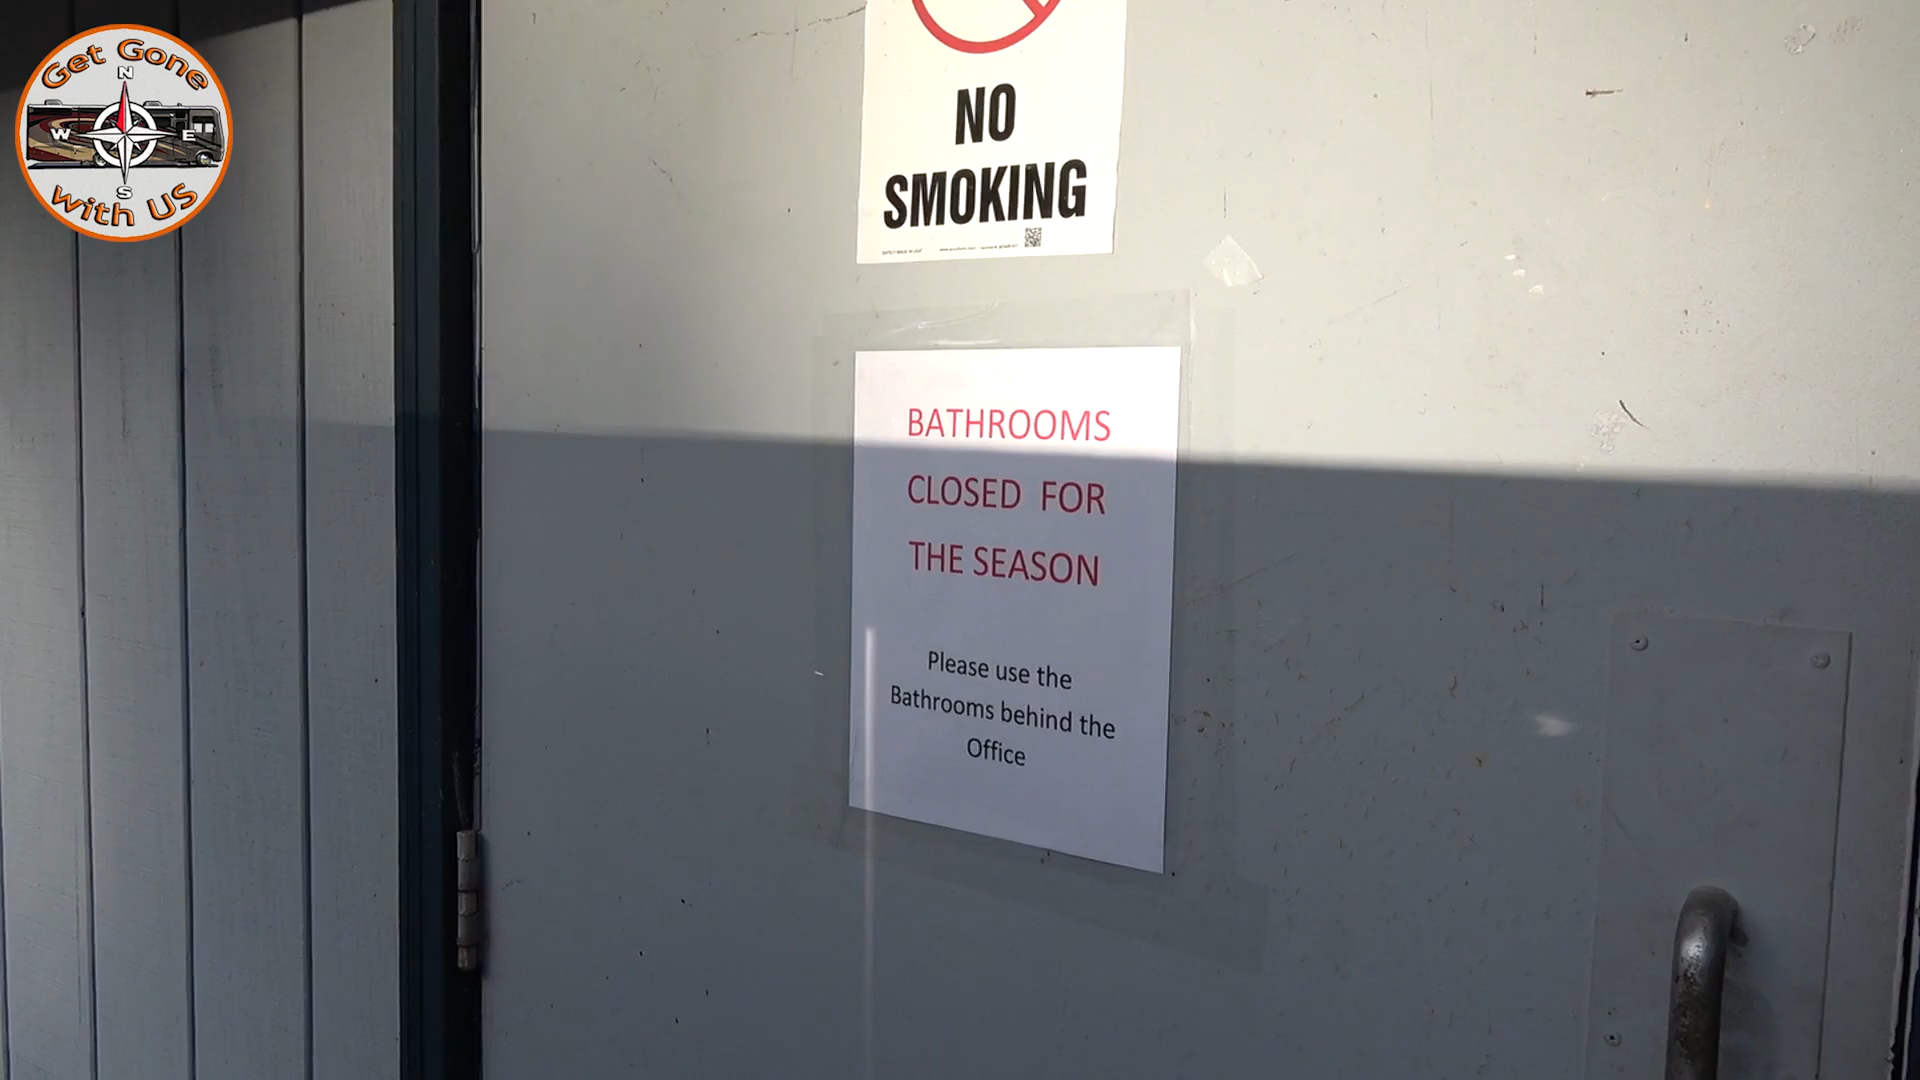 Get Gone
N
W E
S
with US
NO
SMOKING
BATHROOMS
CLOSED FOR
THE SEASON
Please use the
Bathrooms behind the
Office